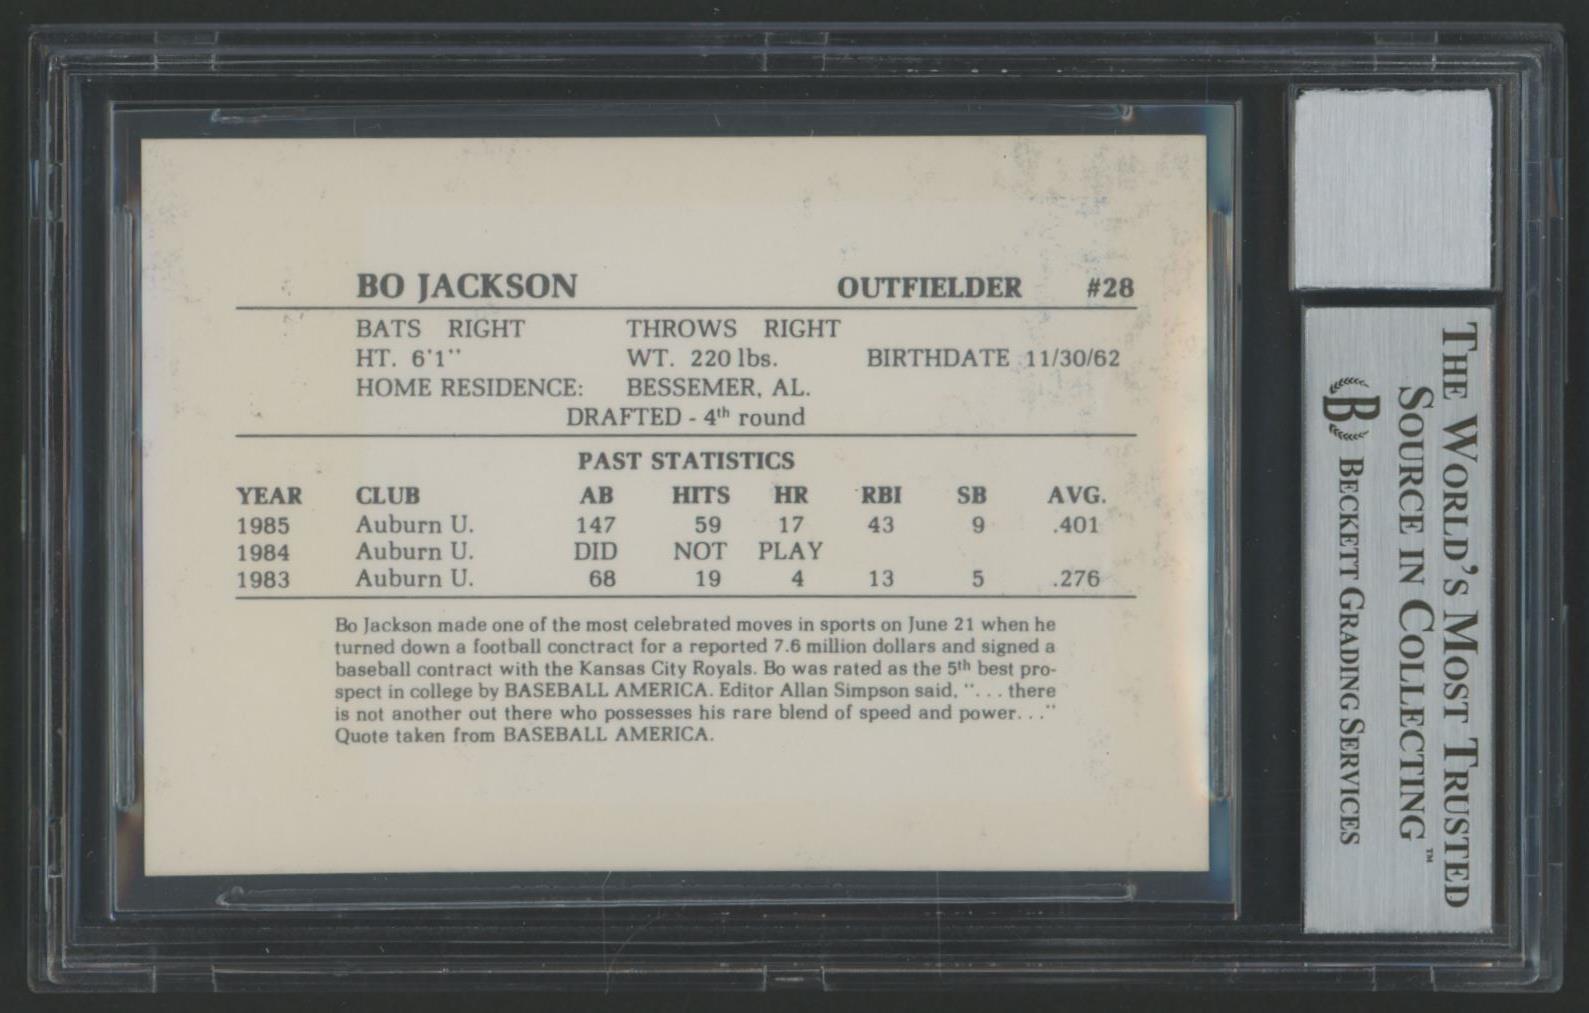 BO JACKSON OUTFIELDER #28
BATS RIGHT THROWS RIGHT
HT. 6'1" WT. 220 lbs. BIRTHDATE 11/30/62
HOME RESIDENCE: BESSEMER, AL.
DRAFTED - 4th round
PAST STATISTICS
YEAR CLUB AB HITS HR RBI SB AVG.
1985 Auburn U. 147 59 17 43 9 .401
1984 Auburn U. DID NOT PLAY
1983 Auburn U. 68 19 4 13 5 .276
Bo Jackson made one of the most celebrated moves in sports on June 21 when he
turned down a football conctract for a reported 7.6 million dollars and signed a
baseball contract with the Kansas City Royals. Bo was rated as the 5th best pro-
spect in college by BASEBALL AMERICA. Editor Allan Simpson said, "... there
is not another out there who possesses his rare blend of speed and power..."
Quote taken from BASEBALL AMERICA.
THE WORLD'S MOST TRUSTED
SOURCE IN COLLECTING™
B BECKETT GRADING SERVICES